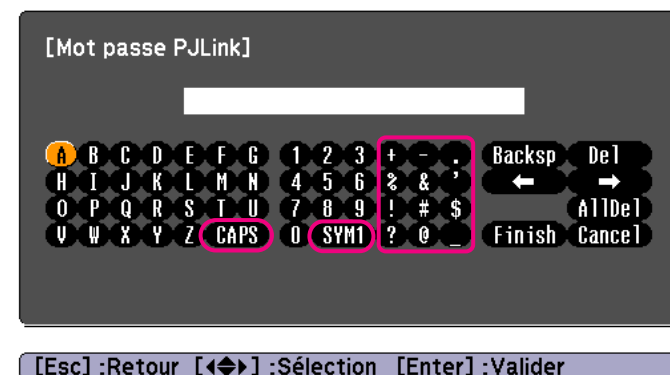 [Mot passe PJLink]
A B C D E F G 1 2 3 + - . Backsp Del
H I J K L M N 4 5 6 % & ' ← →
O P Q R S T U 7 8 9 ! # $ AllDel
V W X Y Z CAPS 0 SYM1 ? @ _ Finish Cancel
[Esc] :Retour [◀◆▶] :Sélection [Enter] :Valider